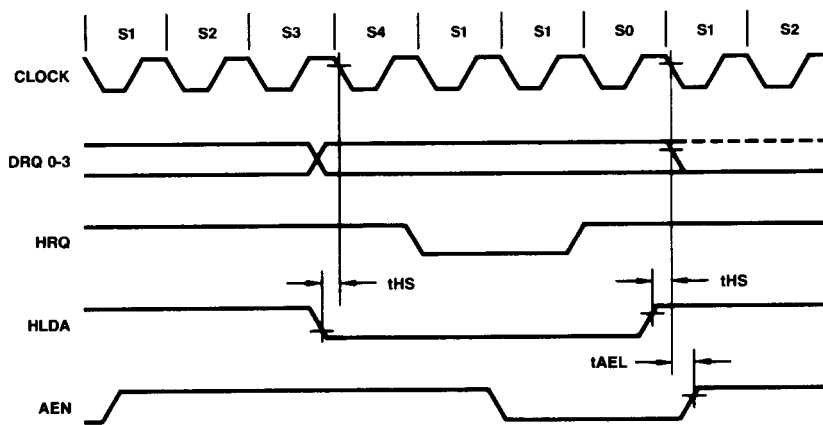 S1 S2 S3 S4 S1 S1 S0 S1 S2
CLOCK
DRQ 0-3
HRQ
tHS tHS
HLDA
tAEL
AEN